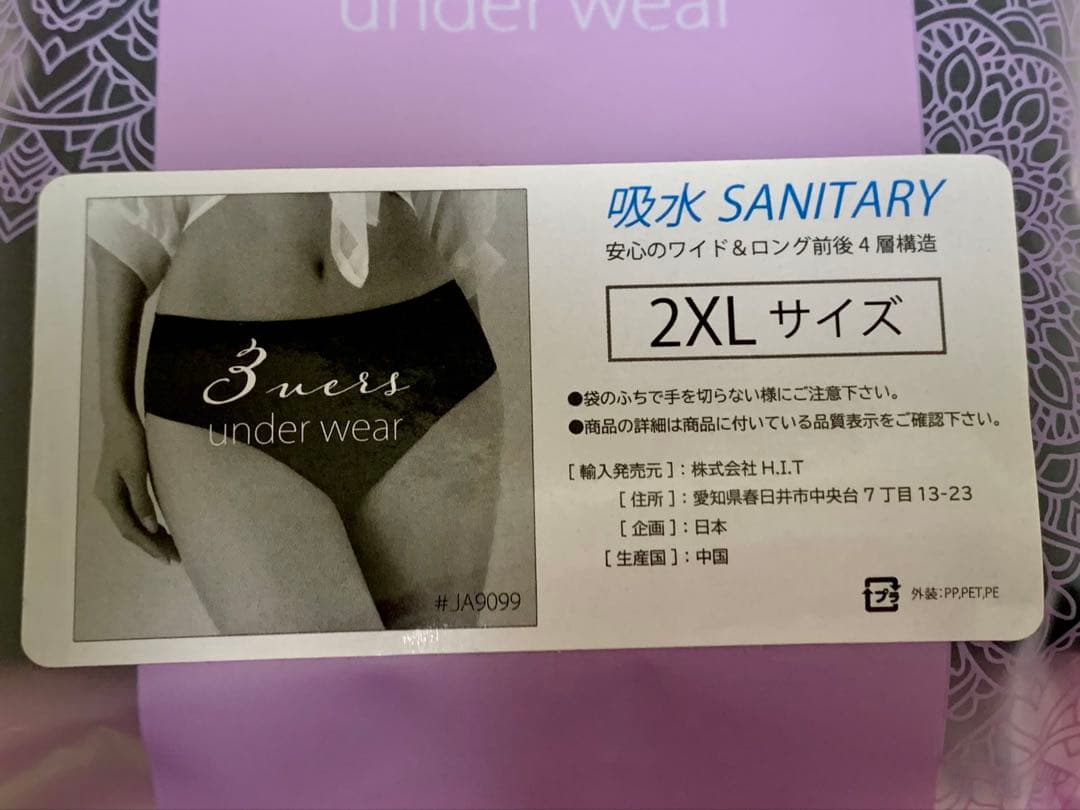 under wear
3uers
under wear
#JA9099
吸水 SANITARY
安心のワイド＆ロング前後4層構造
2XL サイズ
●袋のふちで手を切らない様にご注意下さい。
●商品の詳細は商品に付いている品質表示をご確認下さい。
[ 輸入発売元 ]：株式会社 H.I.T
[ 住所 ]：愛知県春日井市中央台 7 丁目 13-23
[ 企画 ]：日本
[ 生産国 ]：中国
プラ 外装:PP,PET,PE